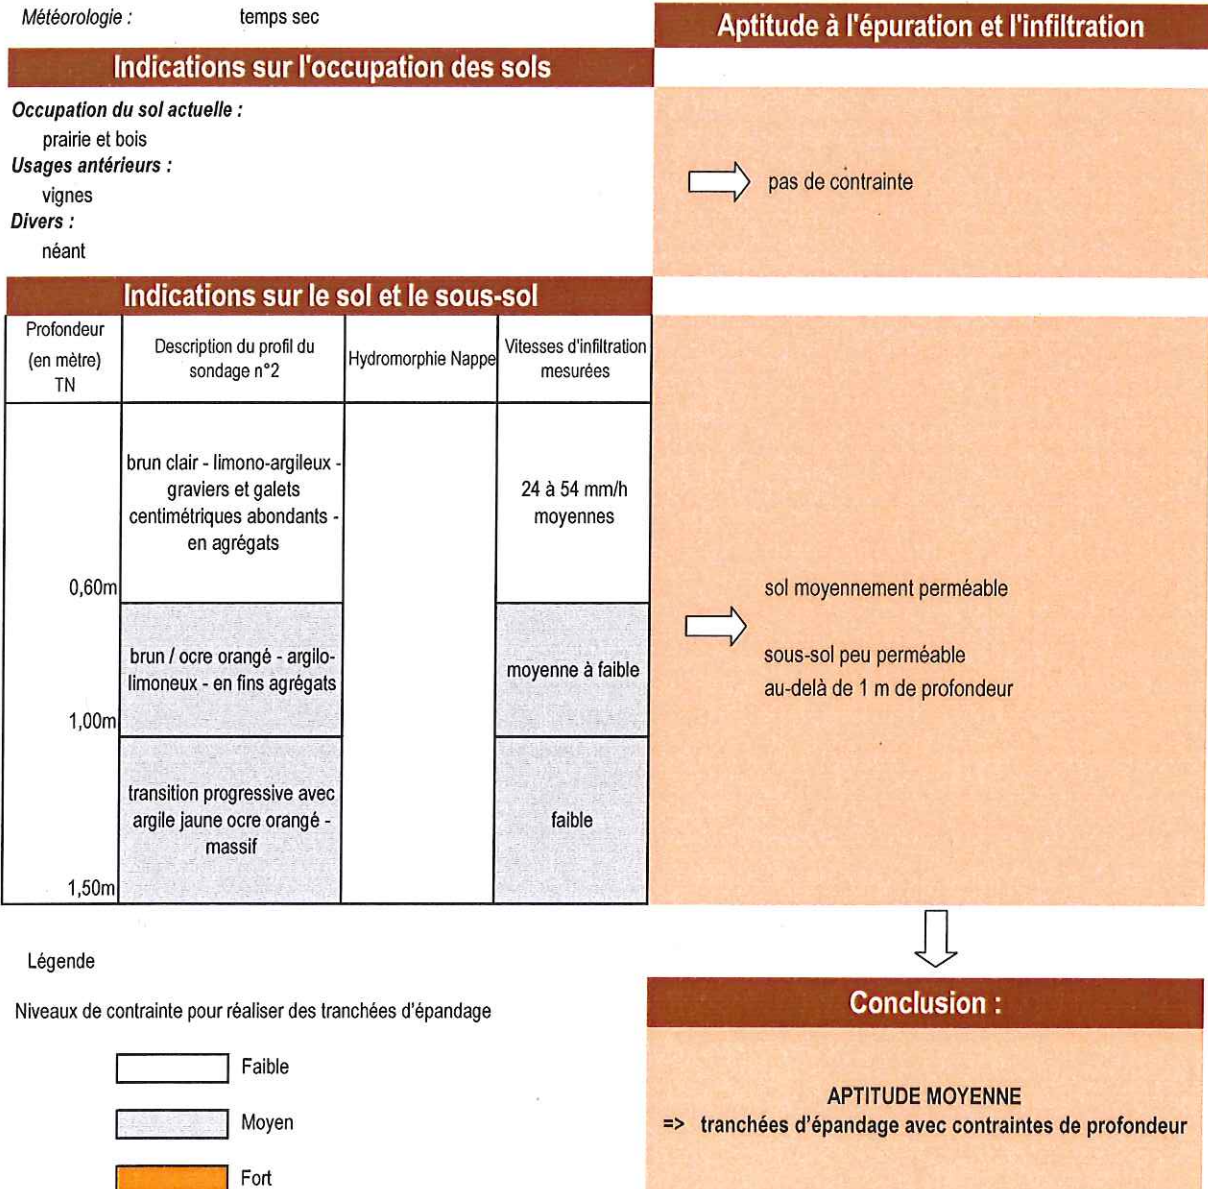 Météorologie : temps sec
Aptitude à l'épuration et l'infiltration
Indications sur l'occupation des sols
Occupation du sol actuelle :
prairie et bois
Usages antérieurs :
vignes
Divers :
néant
pas de contrainte
Indications sur le sol et le sous-sol
Profondeur
(en mètre)
TN
Description du profil du
sondage n°2
Hydromorphie Nappe
Vitesses d'infiltration
mesurées
brun clair - limono-argileux -
graviers et galets
centimétriques abondants -
en agrégats
24 à 54 mm/h
moyennes
0,60m
brun / ocre orangé - argilo-
limoneux - en fins agrégats
moyenne à faible
1,00m
transition progressive avec
argile jaune ocre orangé -
massif
faible
1,50m
sol moyennement perméable
sous-sol peu perméable
au-delà de 1 m de profondeur
Légende
Niveaux de contrainte pour réaliser des tranchées d'épandage
Faible
Moyen
Fort
Conclusion :
APTITUDE MOYENNE
=> tranchées d'épandage avec contraintes de profondeur